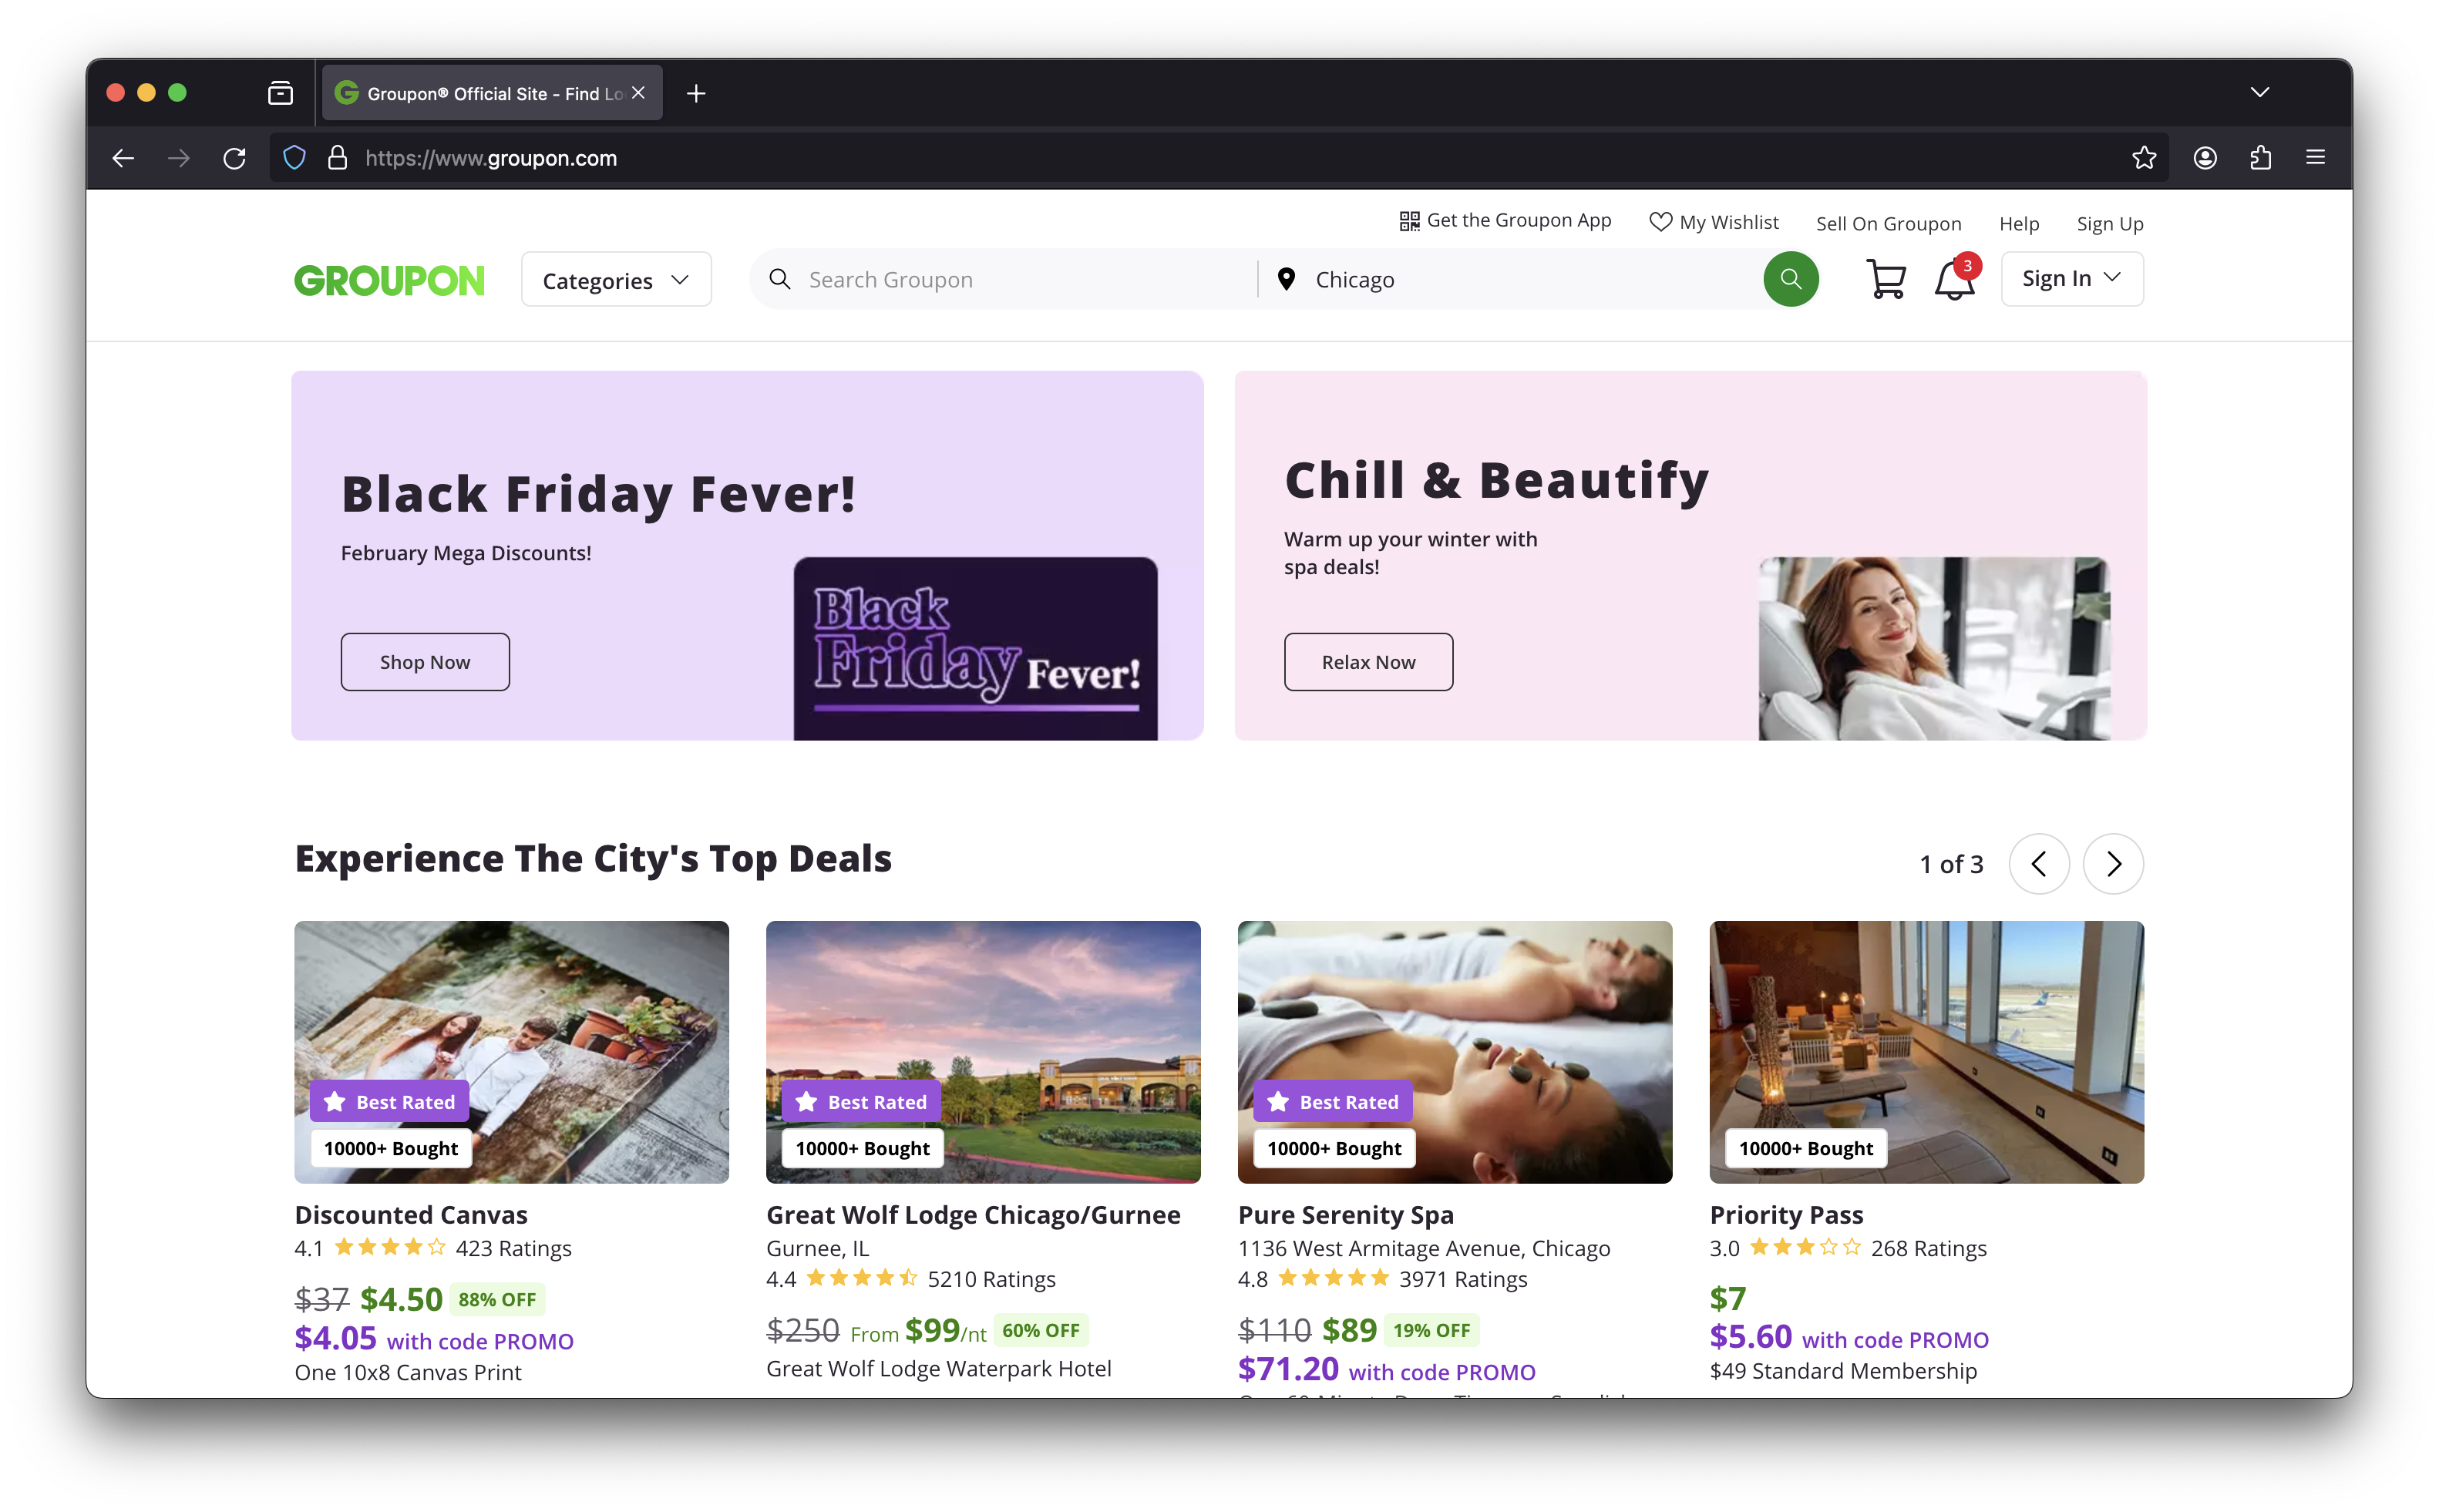 Groupon® Official Site - Find Lo
https://www.groupon.com
Get the Groupon App
My Wishlist
Sell On Groupon
Help
Sign Up
GROUPON
Categories
Search Groupon
Chicago
3
Sign In
Black Friday Fever!
February Mega Discounts!
Shop Now
Black
Friday Fever!
Chill & Beautify
Warm up your winter with
spa deals!
Relax Now
Experience The City's Top Deals
1 of 3
Best Rated
10000+ Bought
Discounted Canvas
4.1 423 Ratings
$37 $4.50 88% OFF
$4.05 with code PROMO
One 10x8 Canvas Print
Best Rated
10000+ Bought
Great Wolf Lodge Chicago/Gurnee
Gurnee, IL
4.4 5210 Ratings
$250 From $99/nt 60% OFF
Great Wolf Lodge Waterpark Hotel
Best Rated
10000+ Bought
Pure Serenity Spa
1136 West Armitage Avenue, Chicago
4.8 3971 Ratings
$110 $89 19% OFF
$71.20 with code PROMO
10000+ Bought
Priority Pass
3.0 268 Ratings
$7
$5.60 with code PROMO
$49 Standard Membership